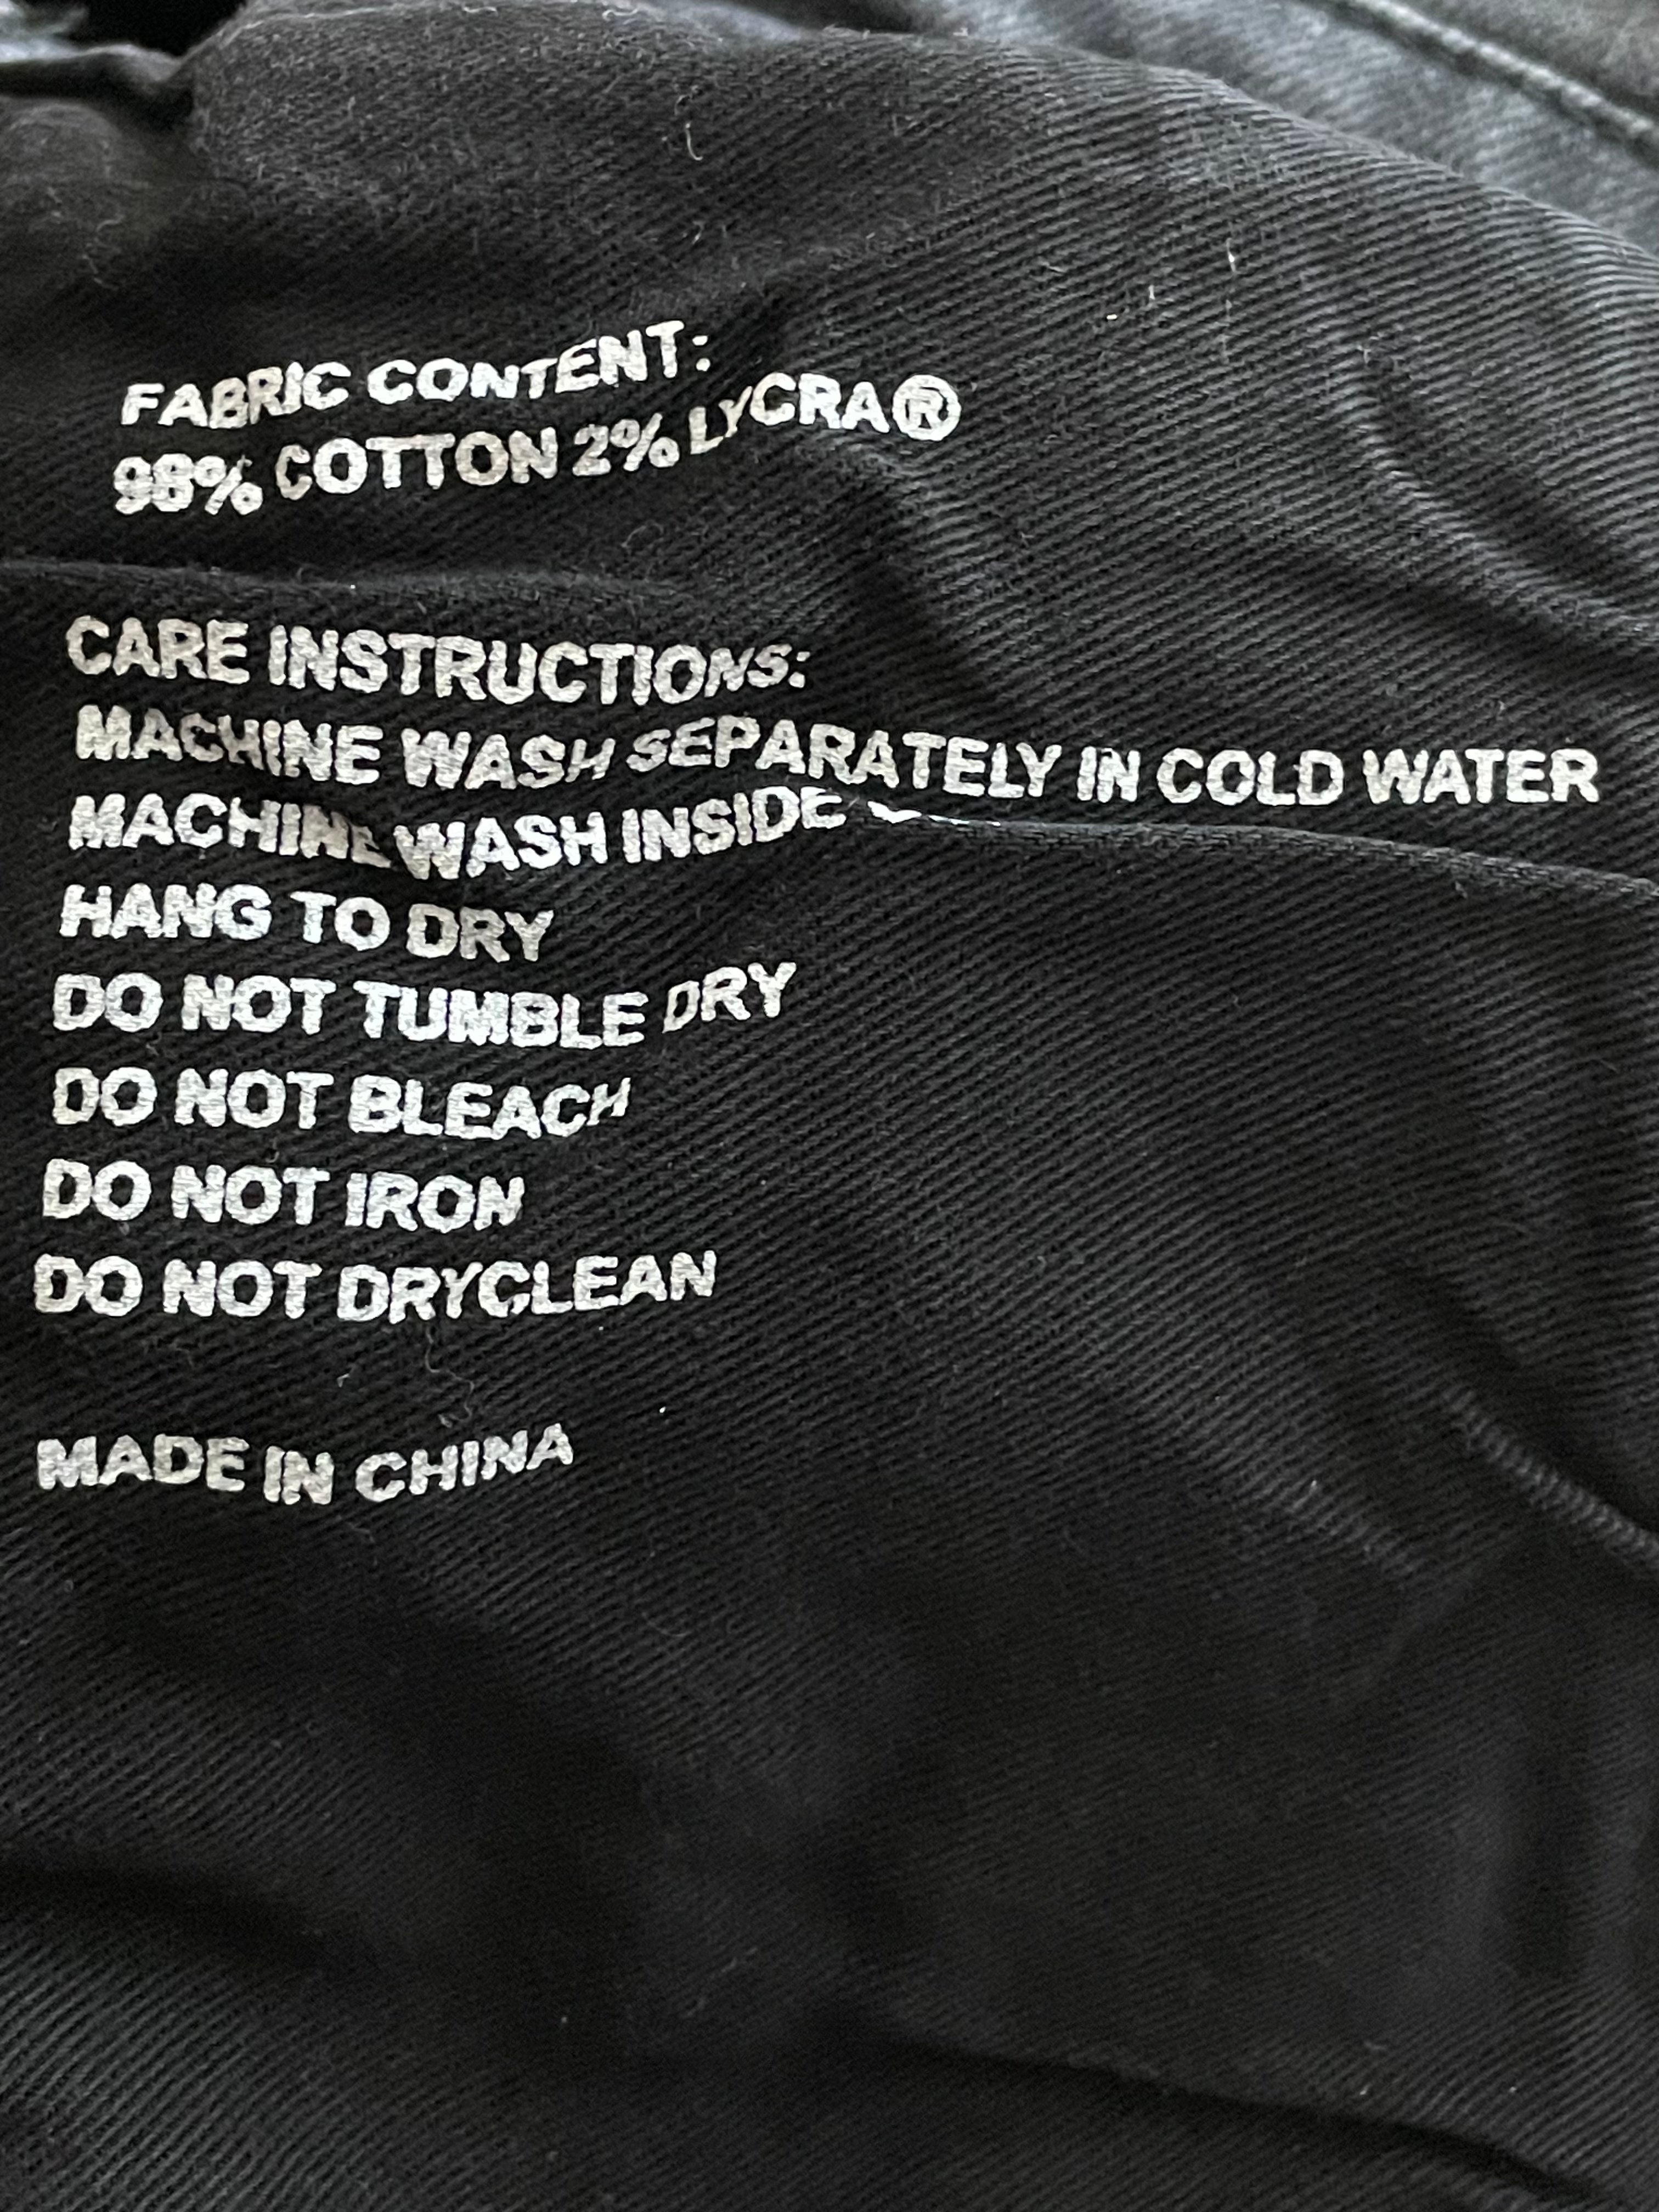 FABRIC CONTENT:
98% COTTON 2% LYCRA®
CARE INSTRUCTIONS:
MACHINE WASH SEPARATELY IN COLD WATER
MACHINE WASH INSIDE
HANG TO DRY
DO NOT TUMBLE DRY
DO NOT BLEACH
DO NOT IRON
DO NOT DRYCLEAN
MADE IN CHINA